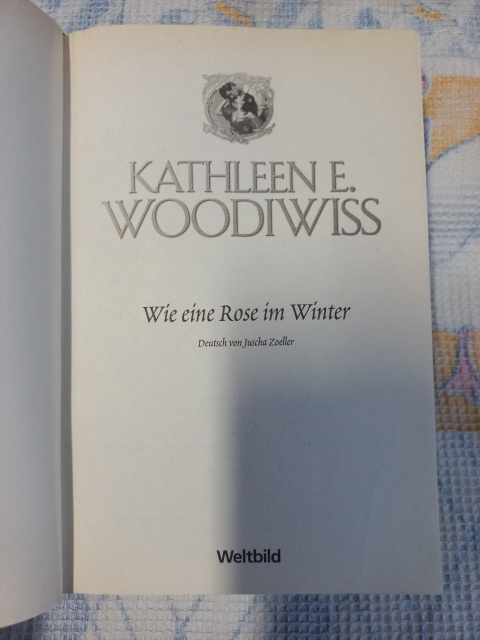 KATHLEEN E.
WOODIWISS
Wie eine Rose im Winter
Deutsch von Juscha Zoeller
Weltbild